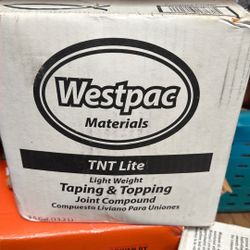 Westpac
Materials
TNT Lite
Light Weight
Taping & Topping
Joint Compound
Compuesto Liviano Para Uniones